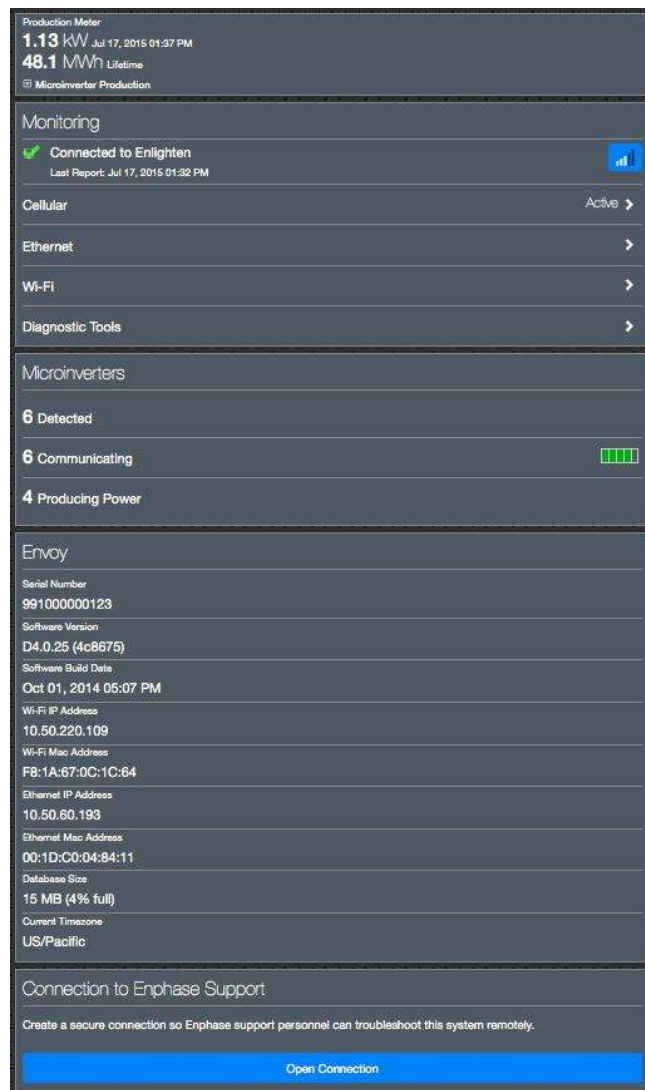 Production Meter
1.13 kW Jul 17, 2015 01:37 PM
48.1 MWh Lifetime
Microinverter Production
Monitoring
Connected to Enlighten
Last Report: Jul 17, 2015 01:32 PM
Cellular Active
Ethernet
Wi-Fi
Diagnostic Tools
Microinverters
6 Detected
6 Communicating
4 Producing Power
Envoy
Serial Number
991000000123
Software Version
D4.0.25 (4c8675)
Software Build Date
Oct 01, 2014 05:07 PM
Wi-Fi IP Address
10.50.220.109
Wi-Fi Mac Address
F8:1A:67:0C:1C:64
Ethernet IP Address
10.50.60.193
Ethernet Mac Address
00:1D:C0:04:84:11
Database Size
15 MB (4% full)
Current Timezone
US/Pacific
Connection to Enphase Support
Create a secure connection so Enphase support personnel can troubleshoot this system remotely.
Open Connection